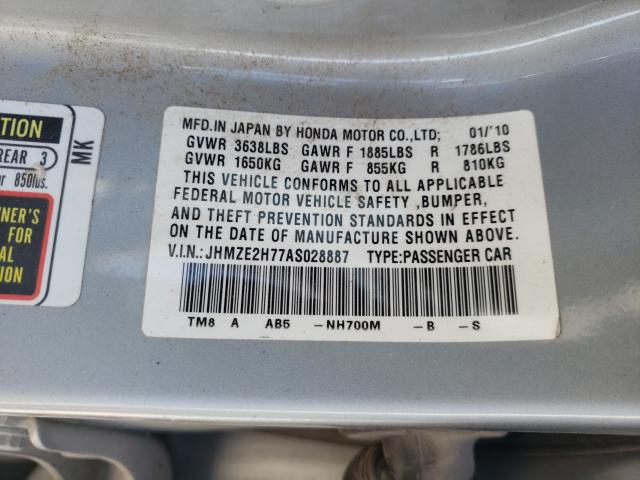 TION
REAR 3
850lbs.
MK
NER'S
FOR
AL
ION
MFD.IN JAPAN BY HONDA MOTOR CO.,LTD; 01/'10
GVWR 3638LBS GAWR F 1885LBS R 1786LBS
GVWR 1650KG GAWR F 855KG R 810KG
THIS VEHICLE CONFORMS TO ALL APPLICABLE
FEDERAL MOTOR VEHICLE SAFETY ,BUMPER,
AND THEFT PREVENTION STANDARDS IN EFFECT
ON THE DATE OF MANUFACTURE SHOWN ABOVE.
V.I.N.: JHMZE2H77AS028887 TYPE:PASSENGER CAR
TM8 A AB5 -NH700M -B -S